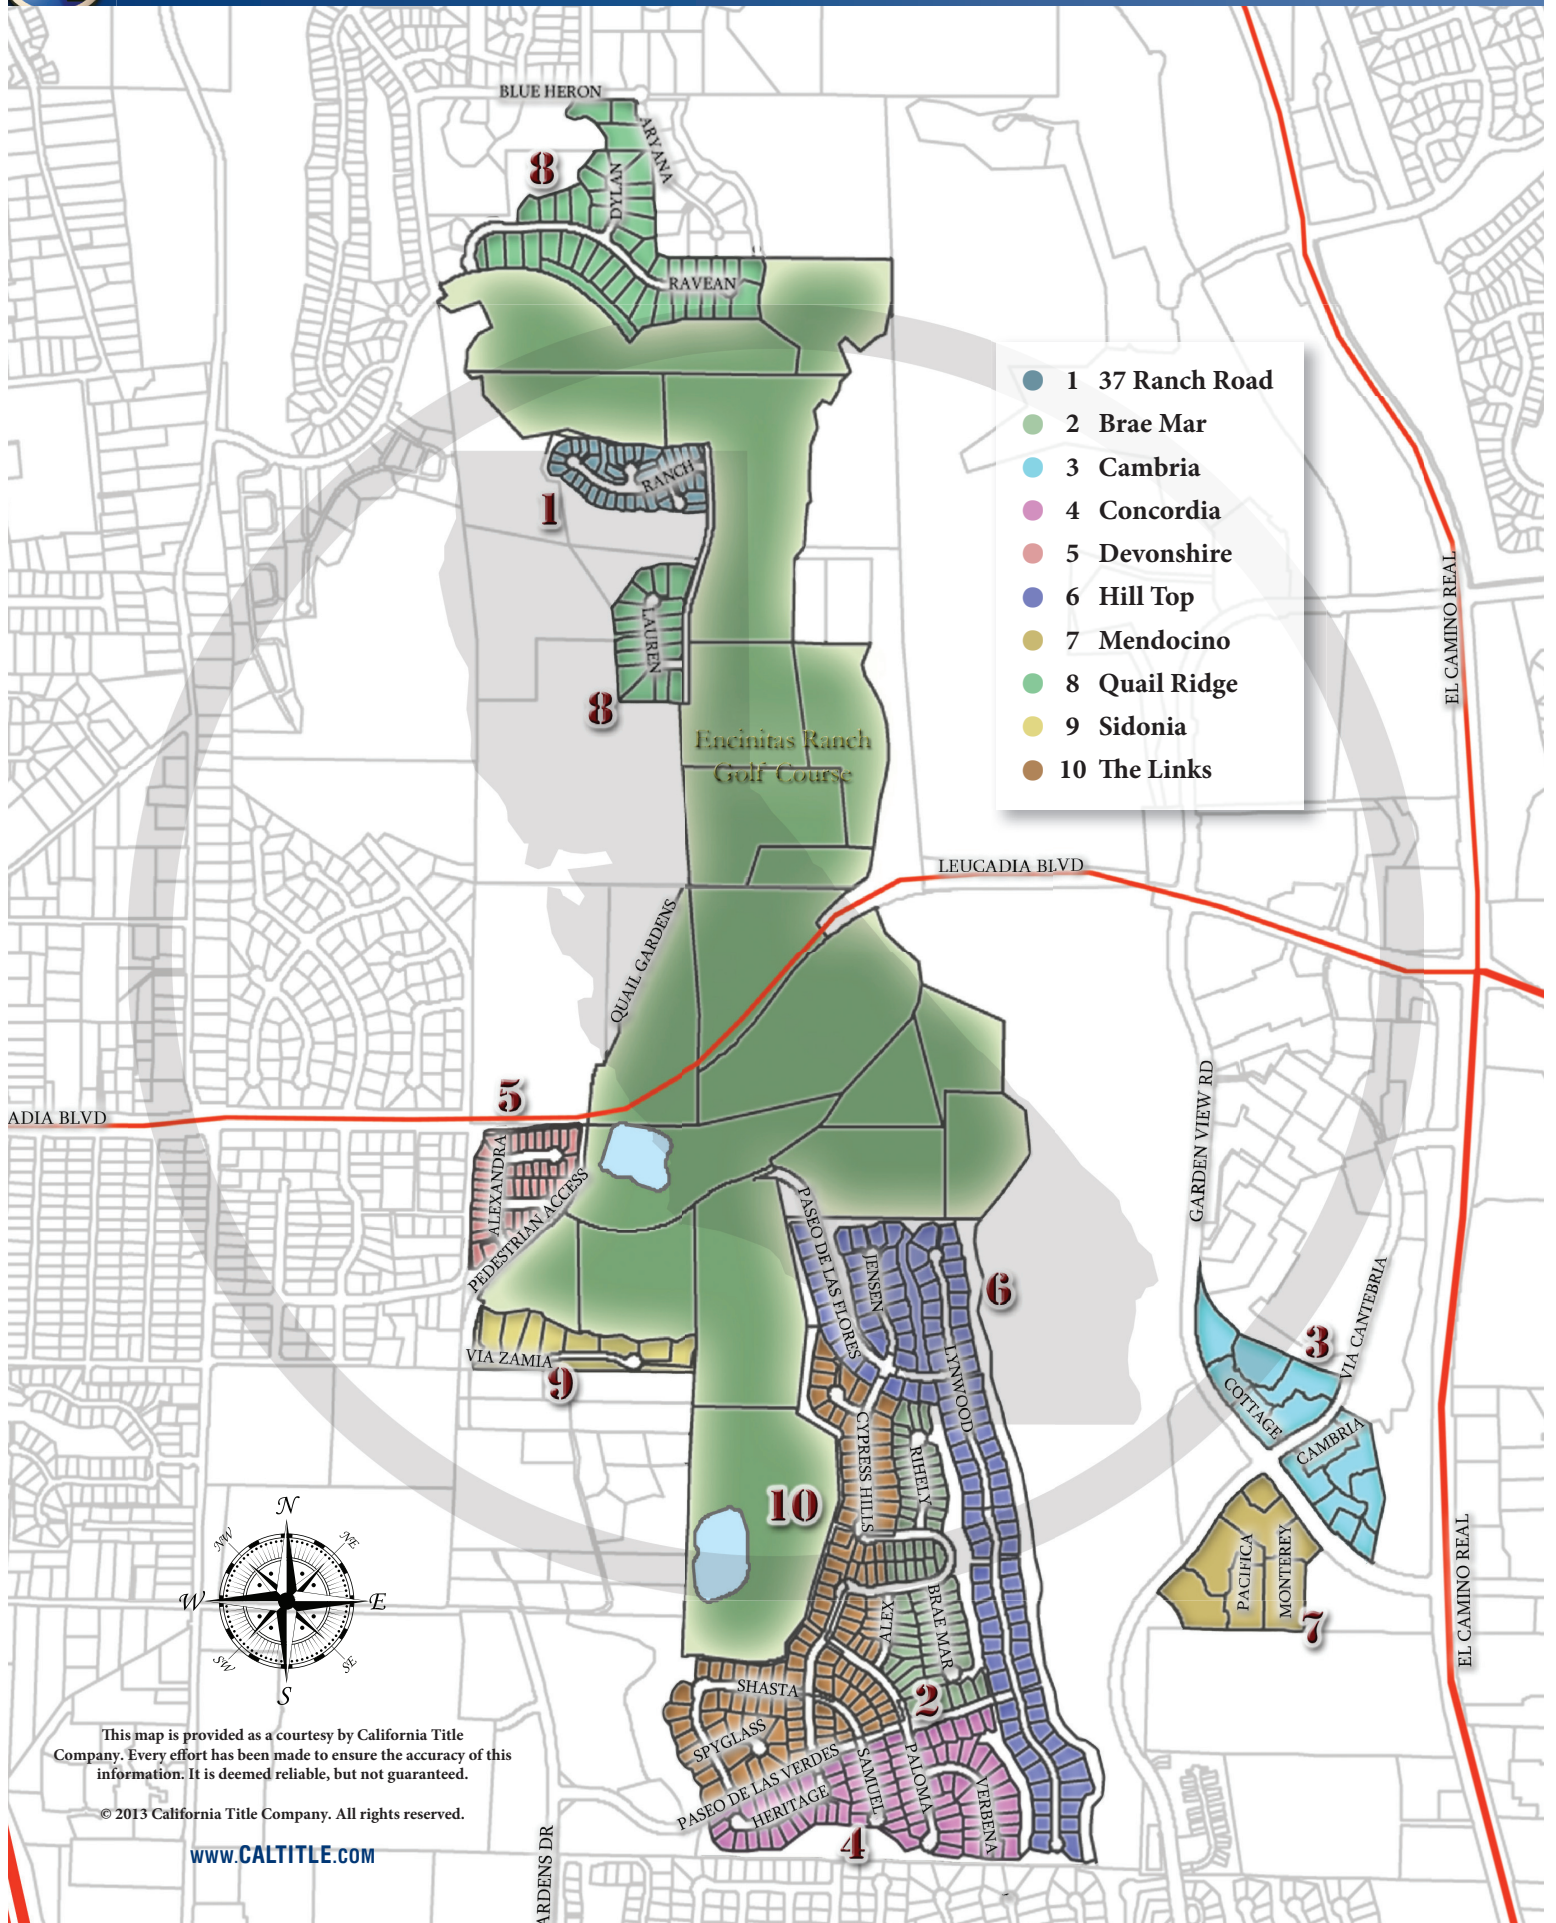 BLUE HERON
ARYANA
8
DYLAN
RAVEAN
1 37 Ranch Road
2 Brae Mar
3 Cambria
4 Concordia
5 Devonshire
6 Hill Top
7 Mendocino
8 Quail Ridge
9 Sidonia
10 The Links
RANCH
1
LAUREN
8
EL CAMINO REAL
Encinitas Ranch
Golf Course
LEUCADIA BLVD
QUAIL GARDENS
5
ADIA BLVD
ALEXANDRA
PEDESTRIAN ACCESS
GARDEN VIEW RD
PASEO DE LAS FLORES
JENSEN
6
LYNWOOD
VIA ZAMIA
9
3
VIA CANTEBRIA
COTTAGE
CAMBRIA
CYPRESS HILLS
RIHELY
10
PACIFICA
MONTEREY
7
EL CAMINO REAL
N
NW
NE
W
E
SW
SE
S
ALEX
BRAE MAR
2
SHASTA
SPYGLASS
PASEO DE LAS VERDES
HERITAGE
SAMUEL
PALOMA
VERBENA
4
This map is provided as a courtesy by California Title
Company. Every effort has been made to ensure the accuracy of this
information. It is deemed reliable, but not guaranteed.
© 2013 California Title Company. All rights reserved.
WWW.CALTITLE.COM
ARDENS DR